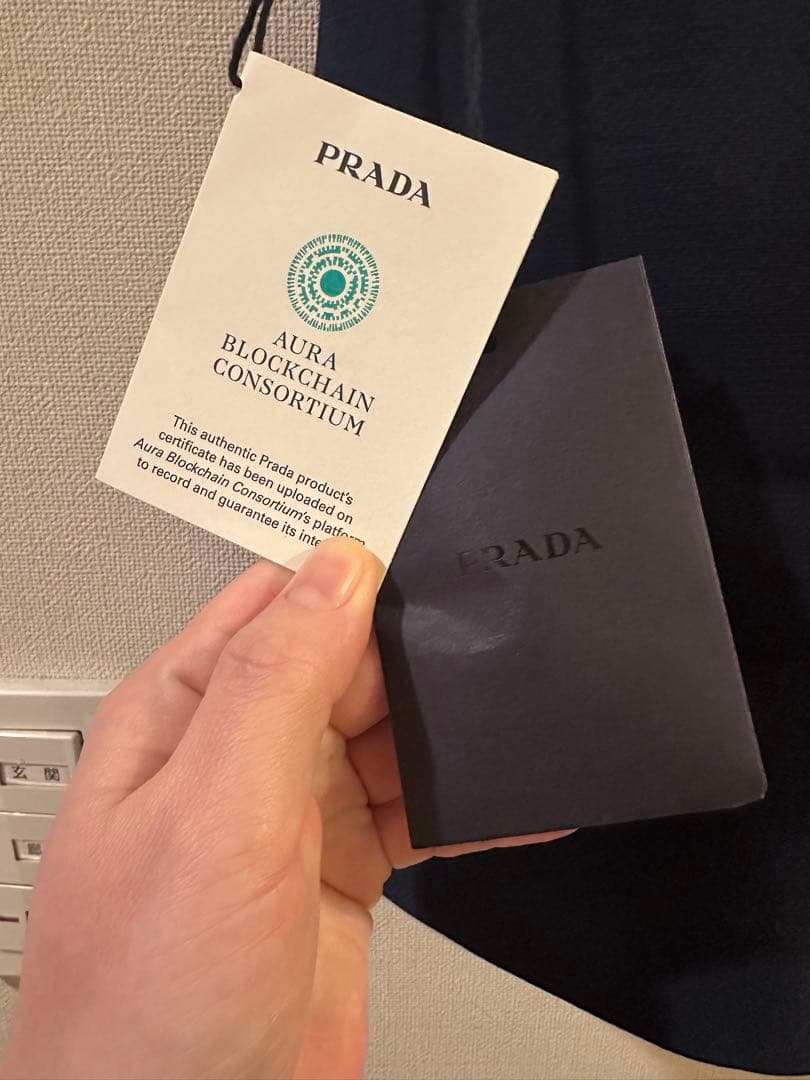 PRADA
AURA
BLOCKCHAIN
CONSORTIUM
This authentic Prada product's
certificate has been uploaded on
Aura Blockchain Consortium's platform
to record and guarantee its
PRADA
玄関